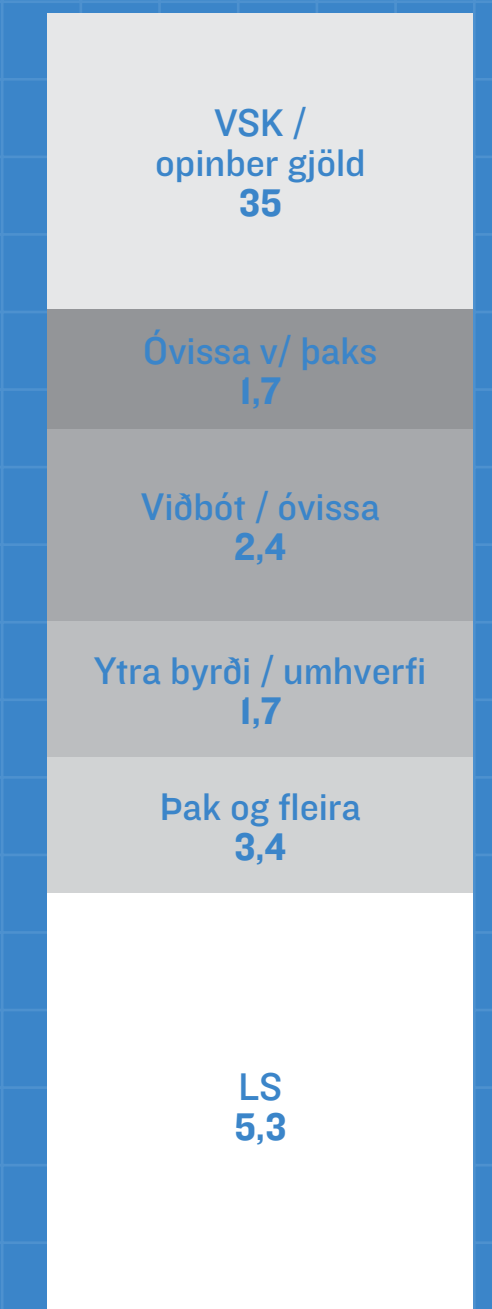 VSK /
opinber gjöld
35
Óvissa v/ þaks
1,7
Viðbót / óvissa
2,4
Ytra byrði / umhverfi
1,7
Þak og fleira
3,4
LS
5,3